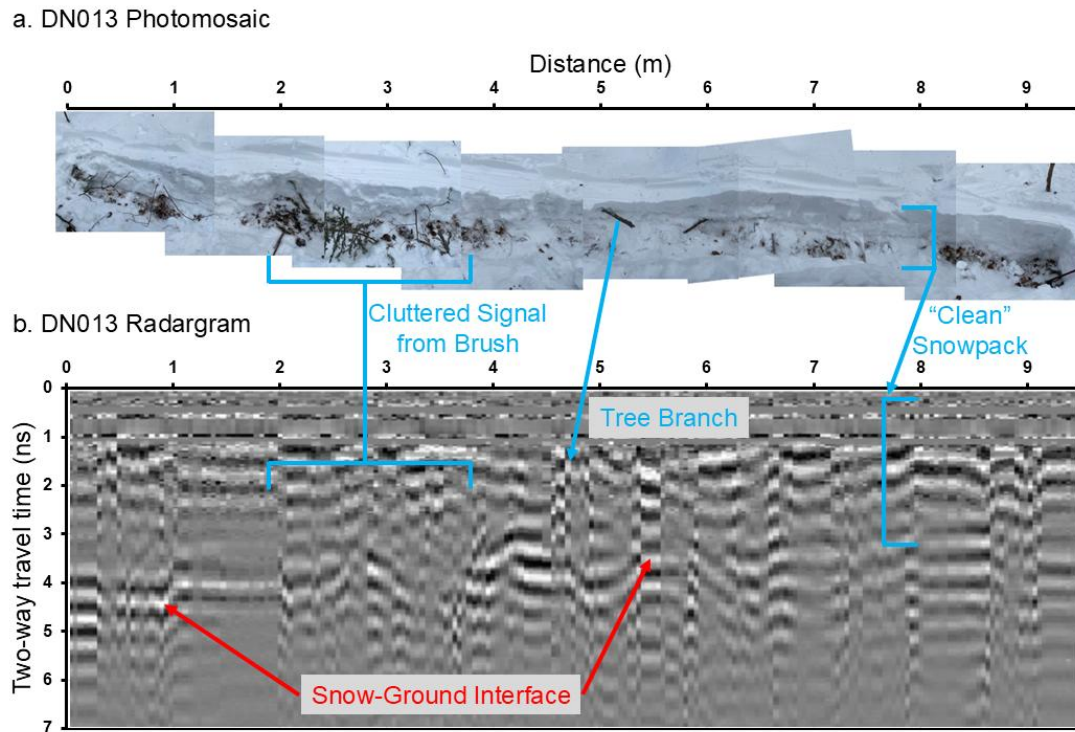 a. DN013 Photomosaic
Distance (m)
0 1 2 3 4 5 6 7 8 9
Cluttered Signal
from Brush
“Clean”
Snowpack
b. DN013 Radargram
0 1 2 3 4 5 6 7 8 9
Tree Branch
Two-way travel time (ns)
0
1
2
3
4
5
6
7
Snow-Ground Interface